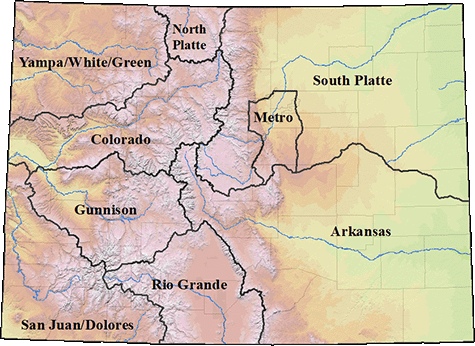 North
Platte
Yampa/White/Green
South Platte
Metro
Colorado
Gunnison
Arkansas
Rio Grande
San Juan/Dolores